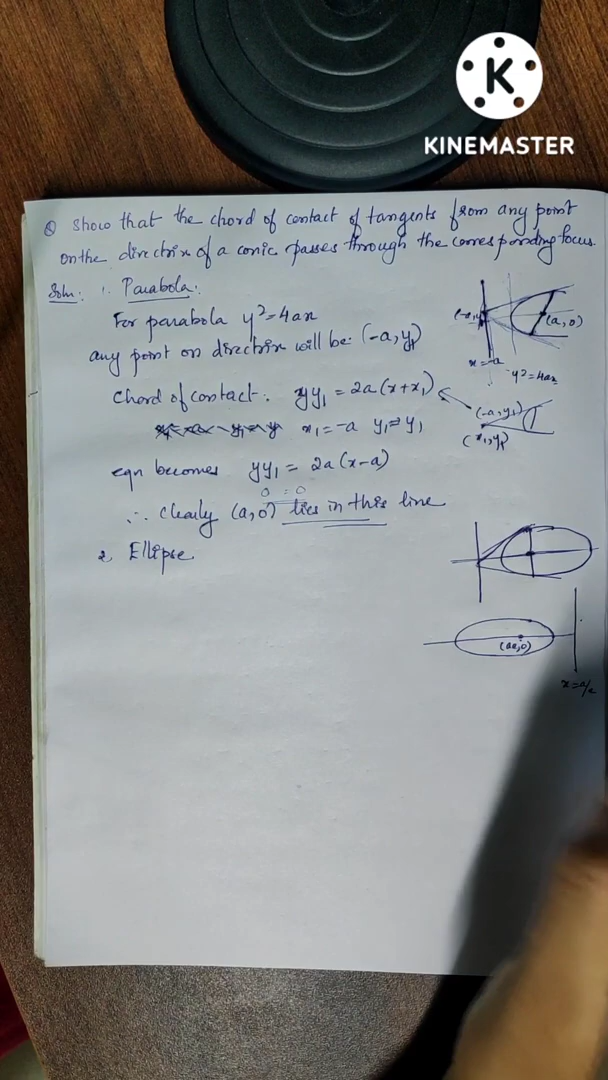 K
KINEMASTER
Q Show that the chord of contact of tangents from any point
on the directrix of a conic passes through the corresponding focus.
Soln: 1. Parabola:
For parabola y²=4ax
any point on directrix will be (-a, y₁)
Chord of contact: yy₁ = 2a(x+x₁)
x₁=-a y₁=y₁
eqn becomes yy₁ = 2a(x-a)
0 = 0
∴ clearly (a,0) lies in this line
2. Ellipse
(a,0)
x=-a
y²=4ax
(-a,y₁)
(x₁,y₁)
(ae,0)
x=a/e